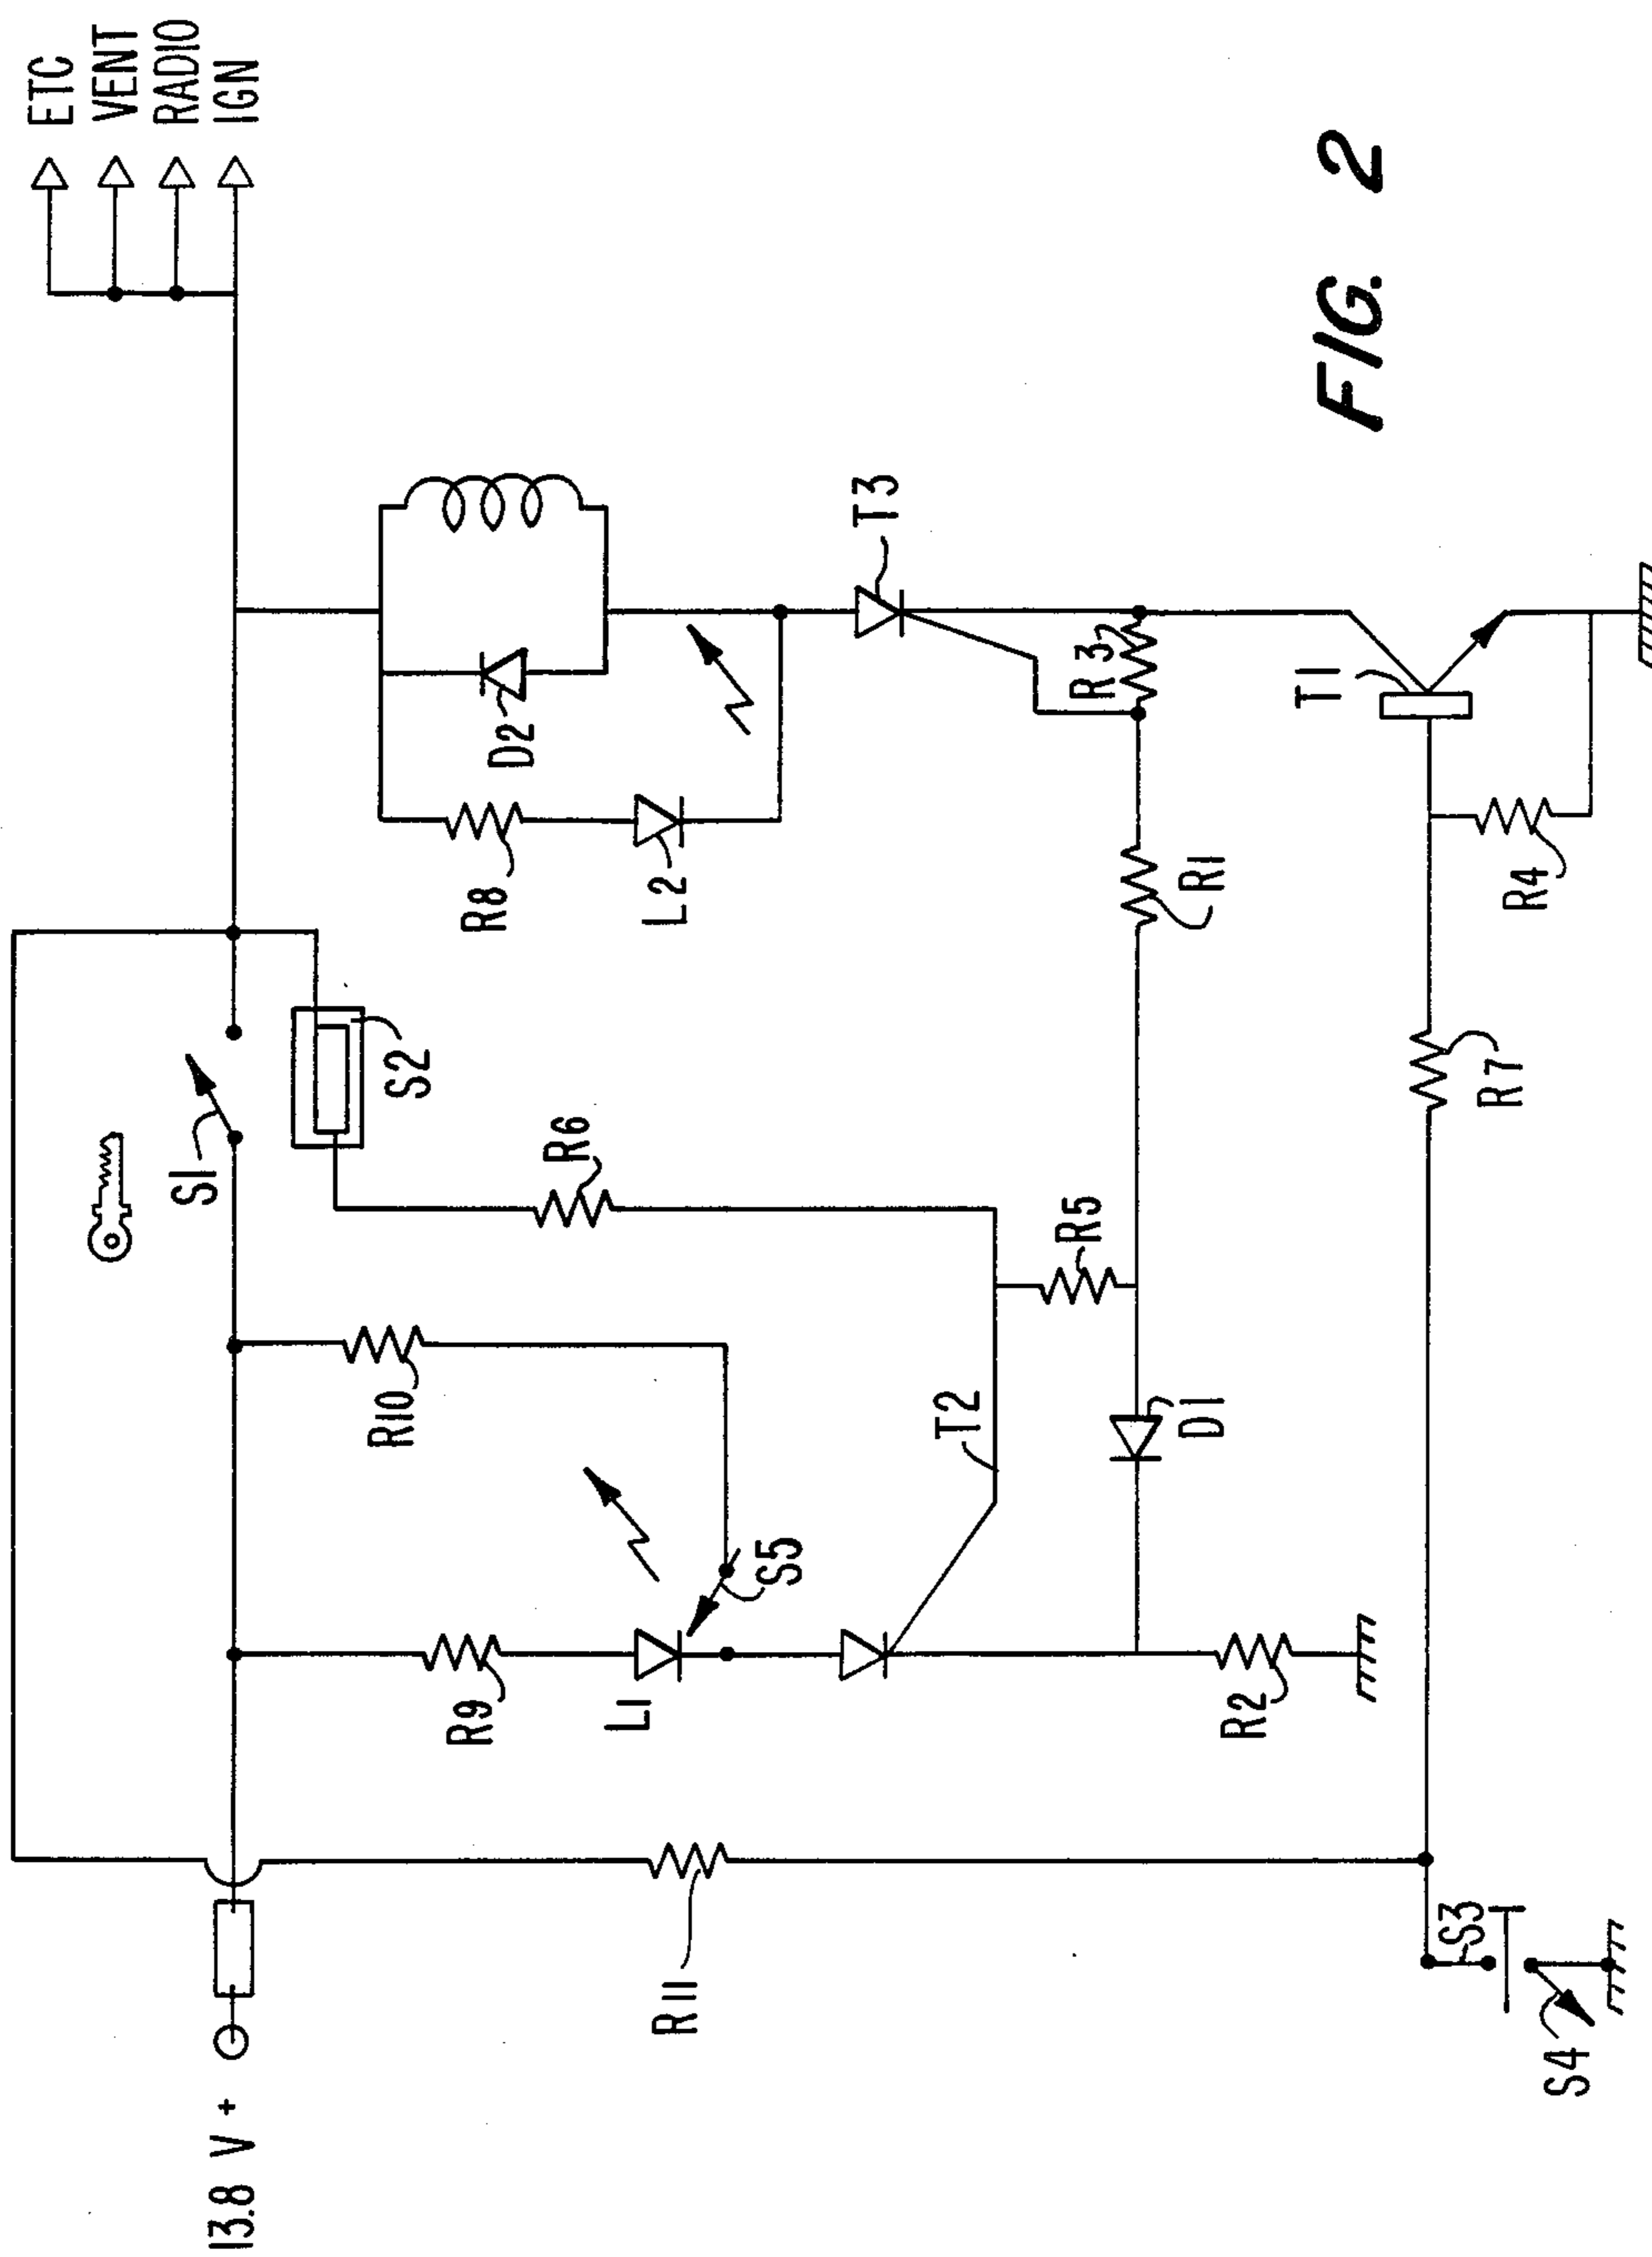 ETC
VENT
RADIO
IGN
13.8 V +
S1
S2
R6
R10
R9
L1
S5
T2
R5
D1
R2
R11
S3
S4
R8
D2
L2
T3
R3
R1
T1
R4
R7
FIG. 2